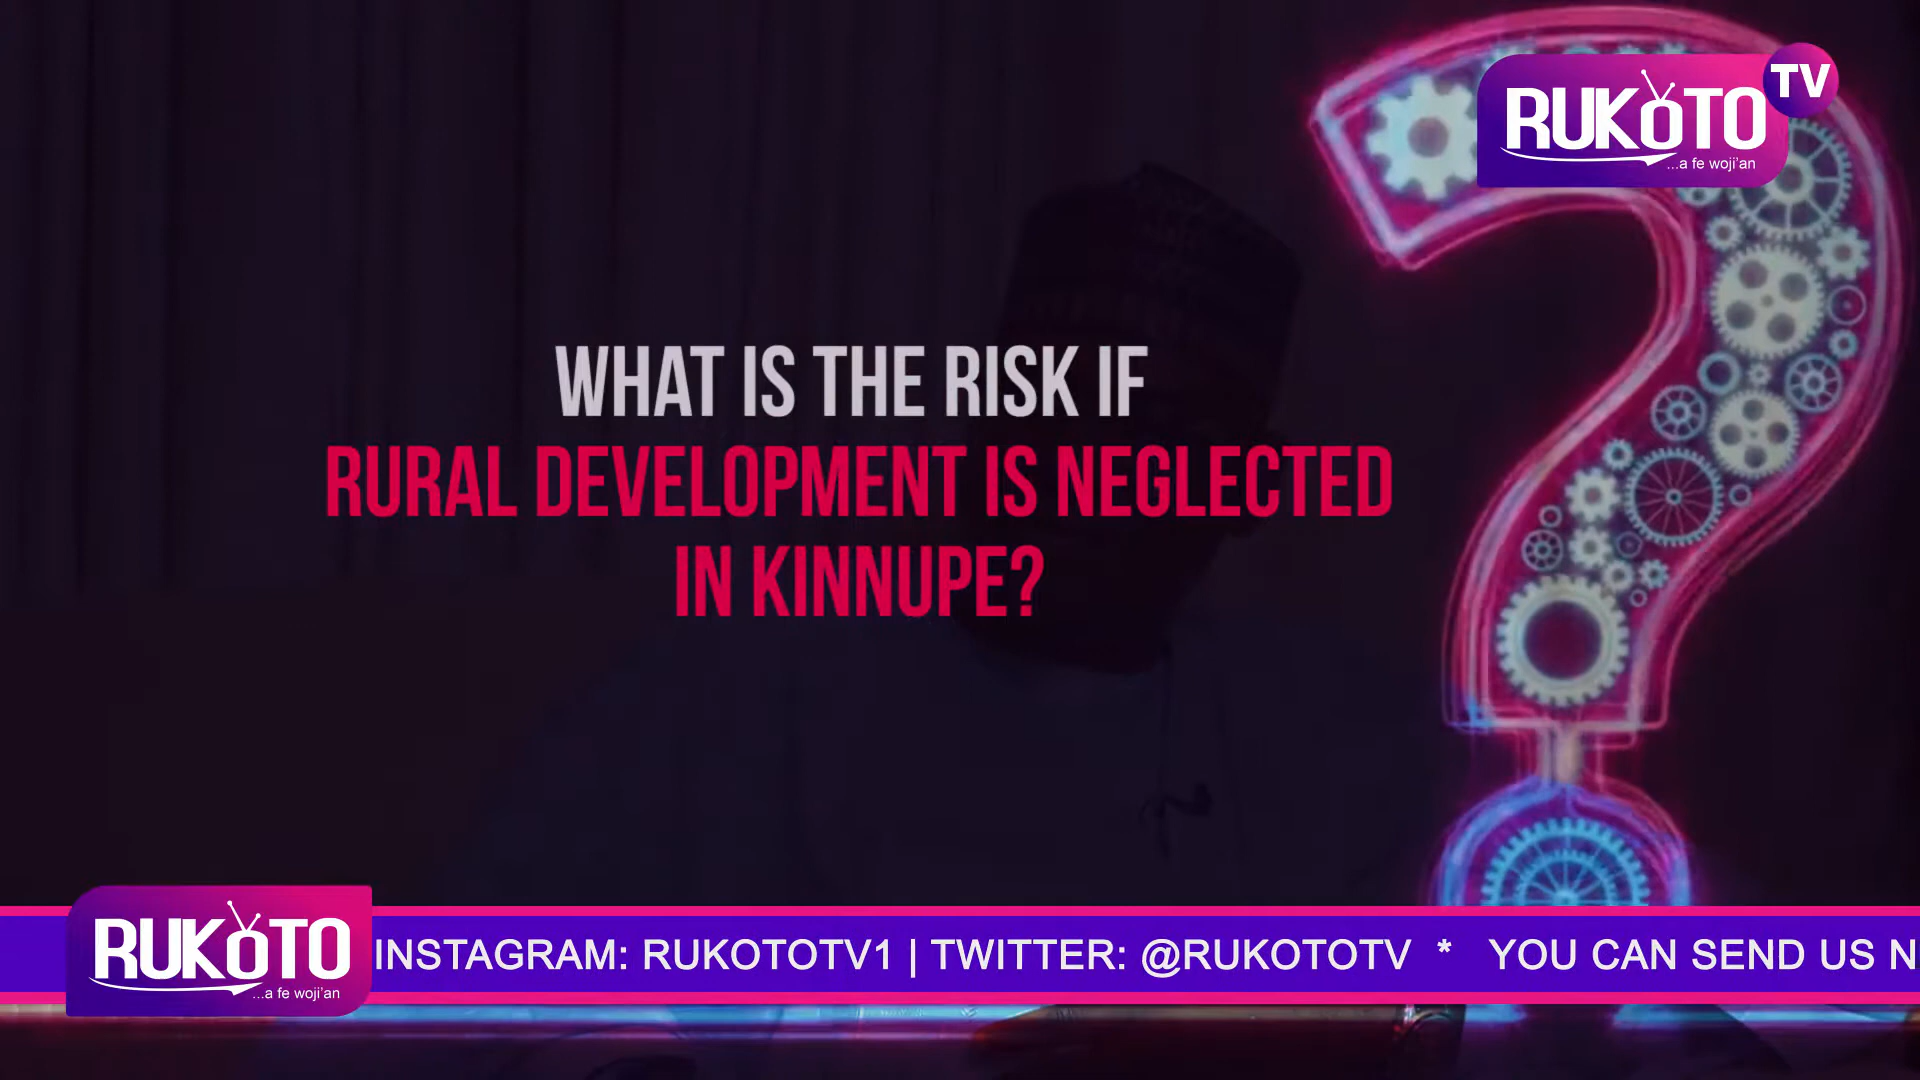 RUKOTO TV
...a fe woji'an
WHAT IS THE RISK IF
RURAL DEVELOPMENT IS NEGLECTED
IN KINNUPE?
RUKOTO
...a fe woji'an
INSTAGRAM: RUKOTOTV1 | TWITTER: @RUKOTOTV * YOU CAN SEND US N